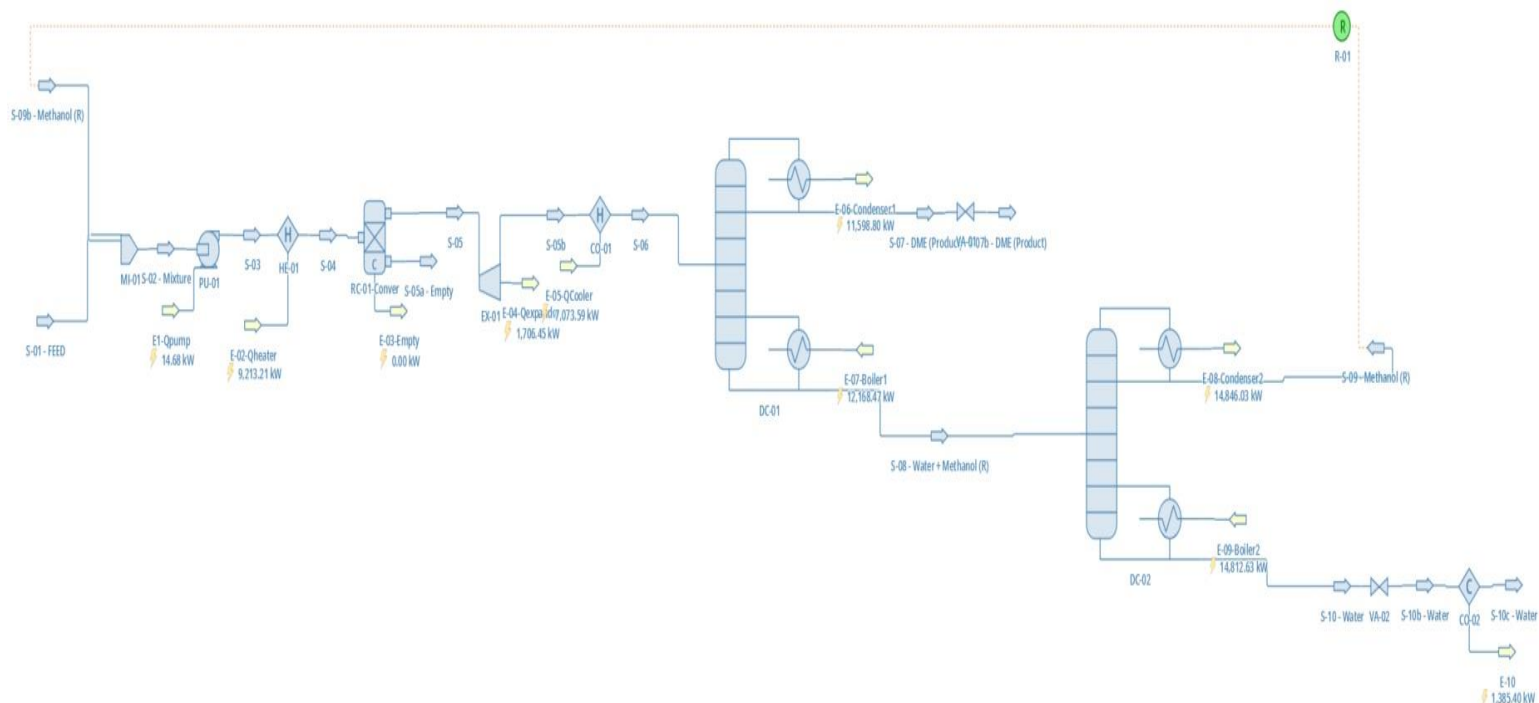 R
R-01
S-09b - Methanol (R)
H
H
C
MI-01
S-02 - Mixture
PU-01
S-03
HE-01
S-04
RC-01-Conver
S-05a - Empty
S-05
EX-01
S-05b
CO-01
S-06
E-06-Condenser1
11,598.80 kW
S-07 - DME (Produc
07b - DME (Product)
S-01 - FEED
E1-Qpump
14.68 kW
E-02-Qheater
9,213.21 kW
E-03-Empty
0.00 kW
E-04-Qexpand
1,706.45 kW
E-05-QCooler
7,073.59 kW
E-07-Boiler1
12,168.47 kW
DC-01
S-08 - Water + Methanol (R)
E-08-Condenser2
14,846.03 kW
S-09 - Methanol (R)
E-09-Boiler2
14,812.63 kW
DC-02
C
S-10 - Water
VA-02
S-10b - Water
CO-02
S-10c - Water
E-10
1,385.40 kW